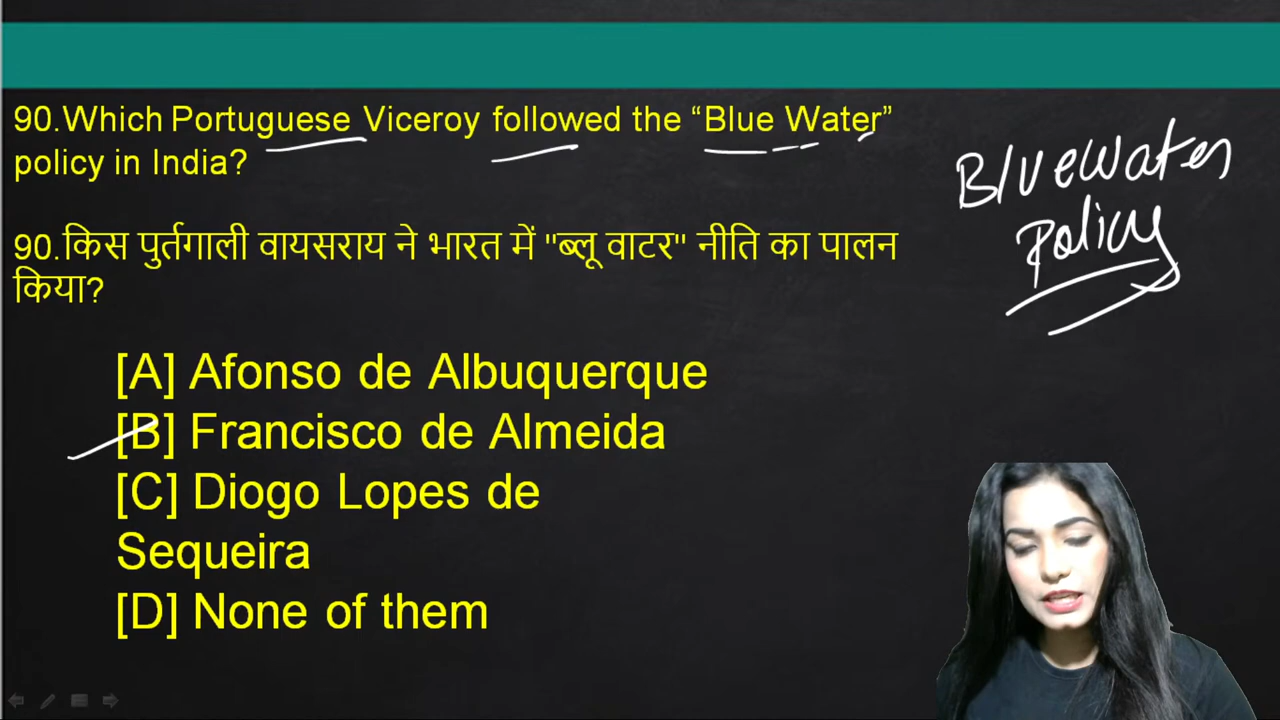 90.Which Portuguese Viceroy followed the “Blue Water”
policy in India?
90.किस पुर्तगाली वायसराय ने भारत में "ब्लू वाटर" नीति का पालन
किया?
[A] Afonso de Albuquerque
[B] Francisco de Almeida
[C] Diogo Lopes de
Sequeira
[D] None of them
Bluewater
Policy